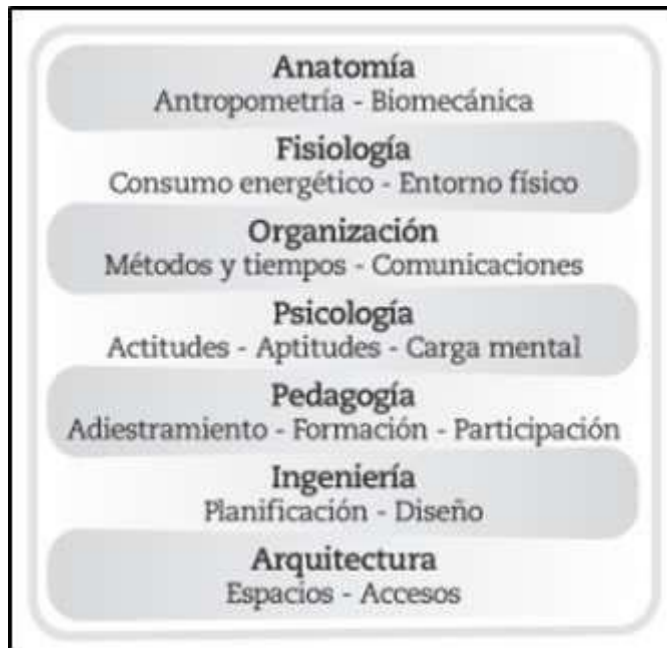 Anatomía
Antropometría - Biomecánica
Fisiología
Consumo energético - Entorno físico
Organización
Métodos y tiempos - Comunicaciones
Psicología
Actitudes - Aptitudes - Carga mental
Pedagogía
Adiestramiento - Formación - Participación
Ingeniería
Planificación - Diseño
Arquitectura
Espacios - Accesos